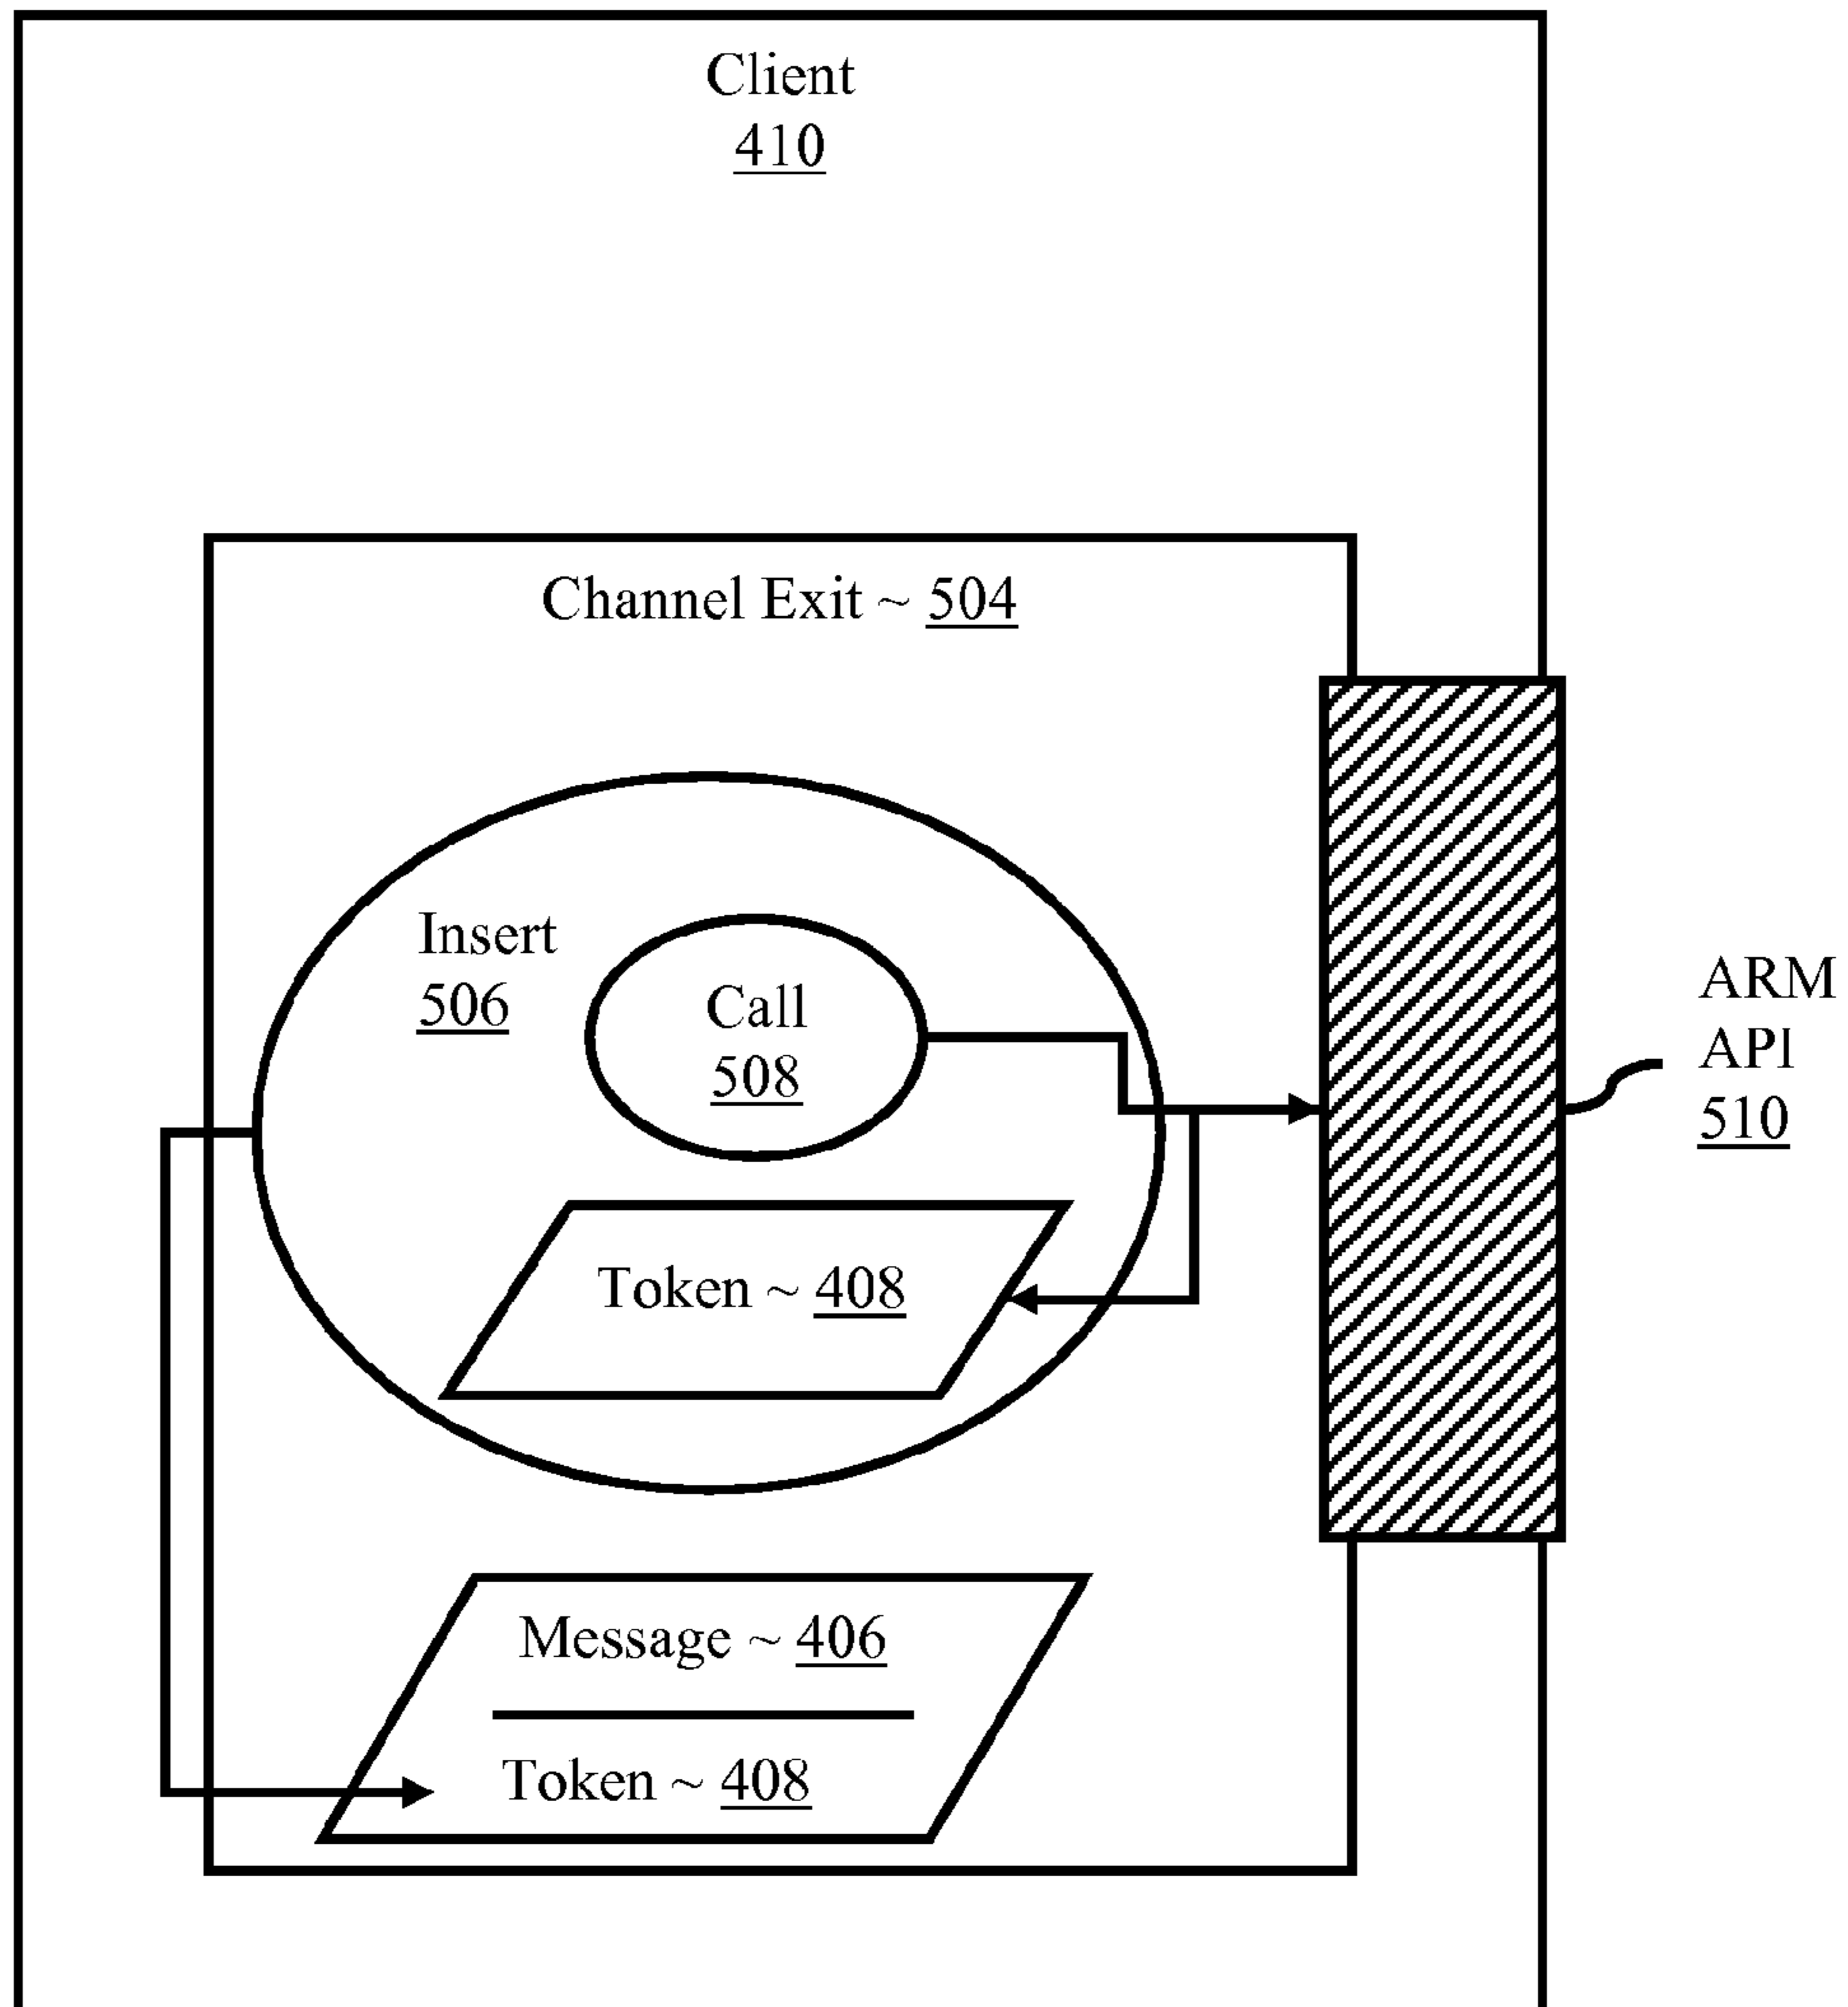 Client
410
Channel Exit ~ 504
Insert
506
Call
508
ARM
API
510
Token ~ 408
Message ~ 406
Token ~ 408